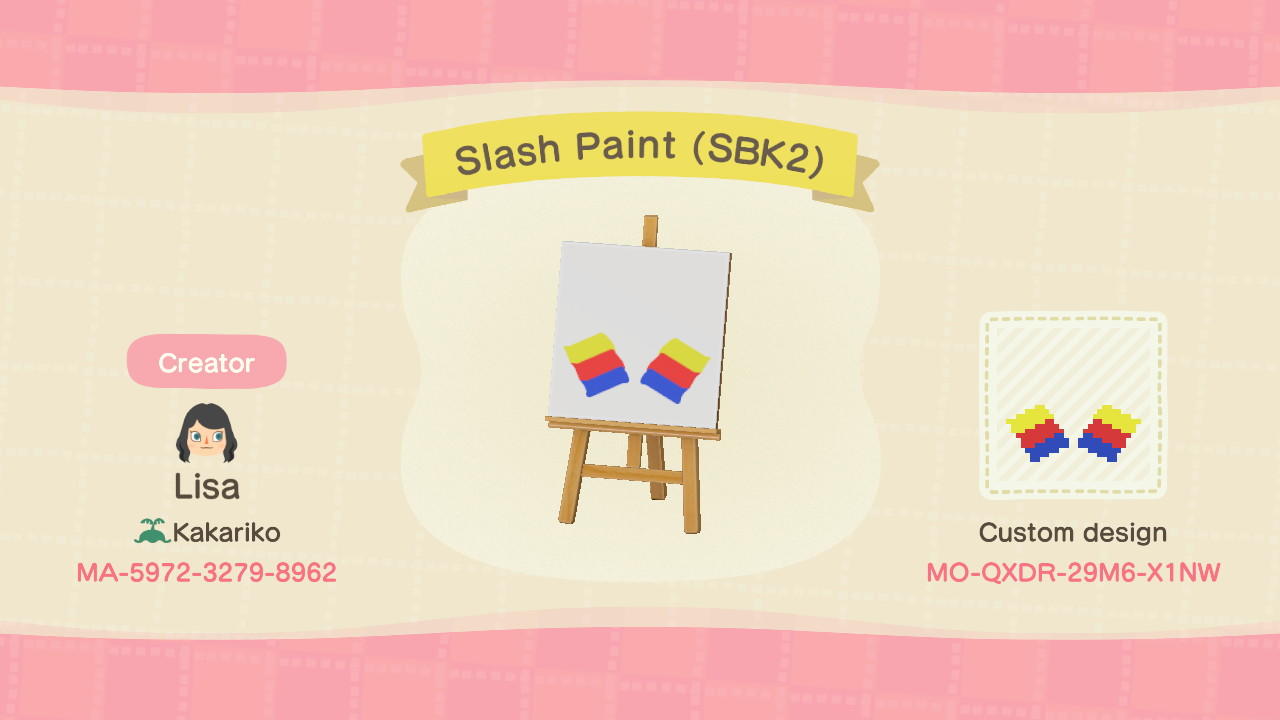 Slash Paint (SBK2)
Creator
Lisa
Kakariko
MA-5972-3279-8962
Custom design
MO-QXDR-29M6-X1NW